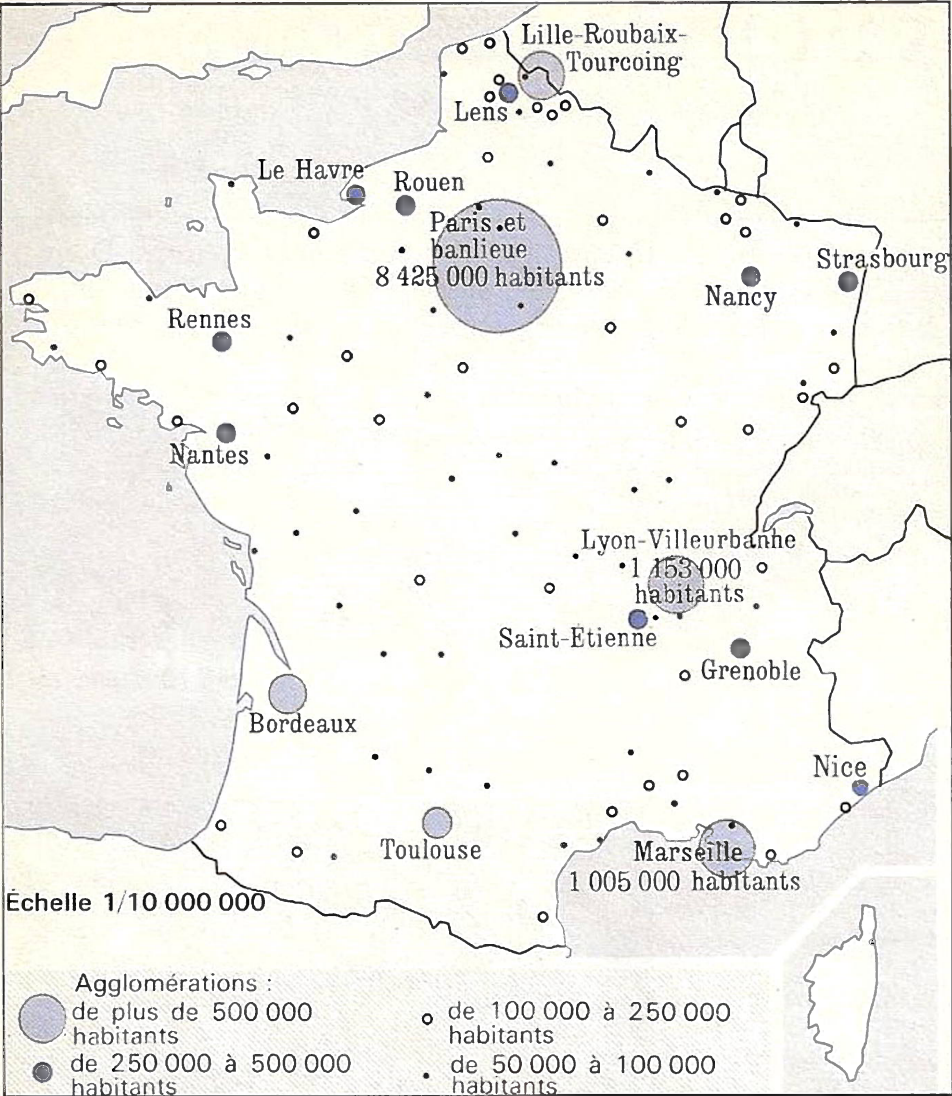 Lille-Roubaix-
Tourcoing
Lens
Le Havre
Rouen
Paris et
banlieue
8 425 000 habitants
Strasbourg
Nancy
Rennes
Nantes
Lyon-Villeurbanne
1 153 000
habitants
Saint-Étienne
Grenoble
Bordeaux
Nice
Toulouse
Marseille
1 005 000 habitants
Échelle 1/10 000 000
Agglomérations :
de plus de 500 000
habitants
de 250 000 à 500 000
habitants
de 100 000 à 250 000
habitants
de 50 000 à 100 000
habitants